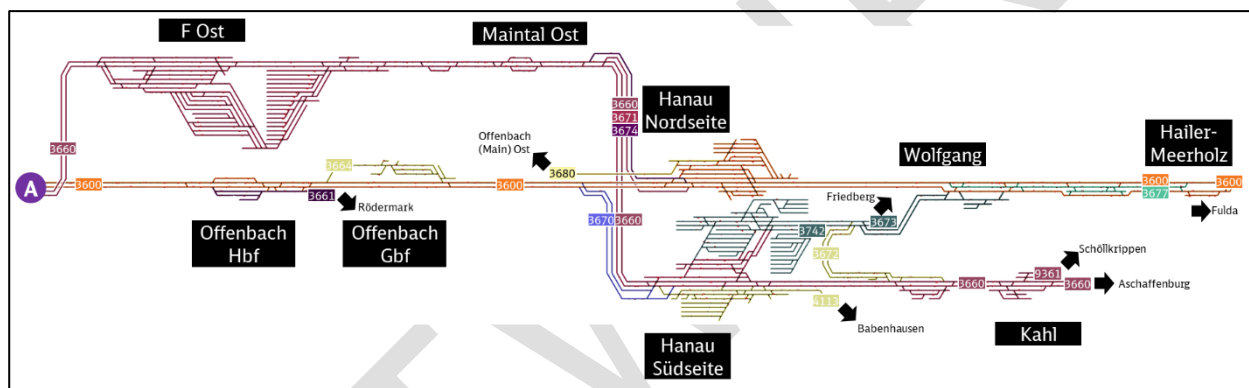 F Ost
Maintal Ost
3660
3671
3674
Hanau
Nordseite
Offenbach
(Main) Ost
3660
3664
3680
Wolfgang
Hailer-
Meerholz
A
3600
3661
Rödermark
3600
3600
3677
3600
Fulda
Friedberg
3670
3660
3742
3673
3672
Offenbach
Hbf
Offenbach
Gbf
Schöllkrippen
9361
3660
3660
Aschaffenburg
4113
Babenhausen
Hanau
Südseite
Kahl